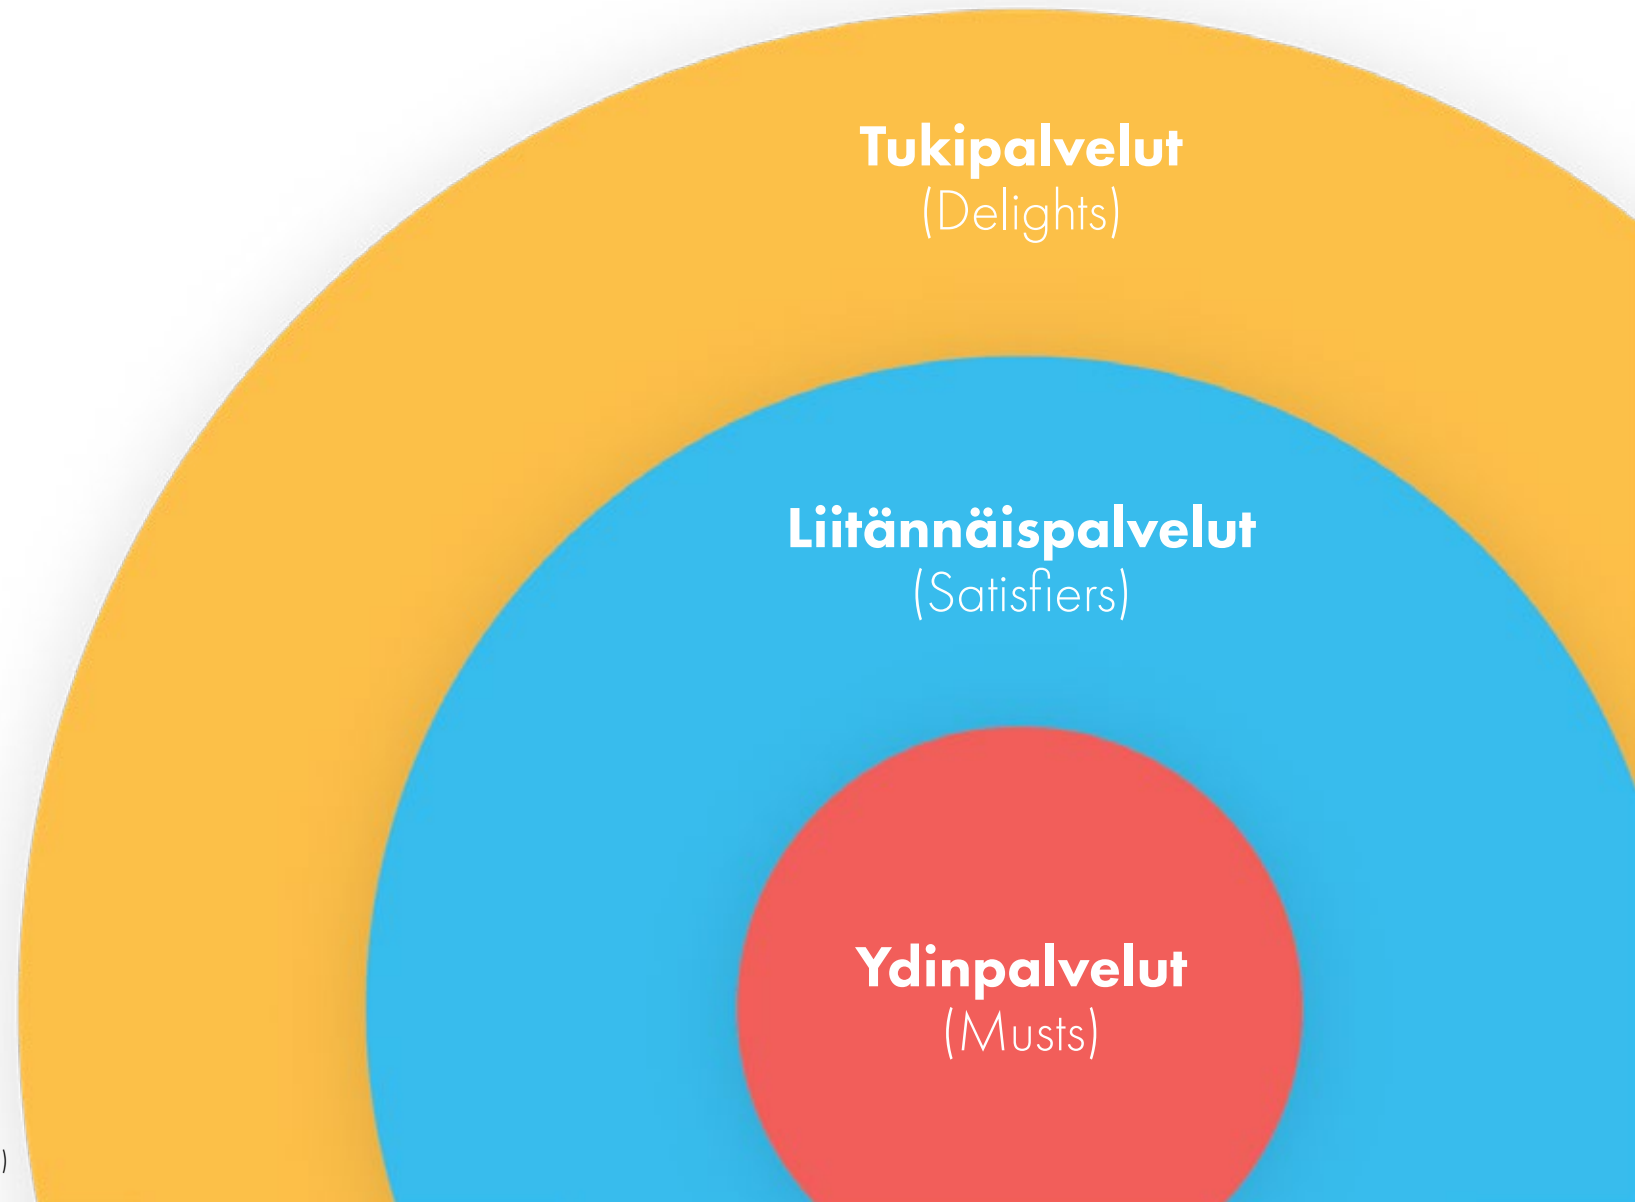 Tukipalvelut
(Delights)
Liitännäispalvelut
(Satisfiers)
Ydinpalvelut
(Musts)
)